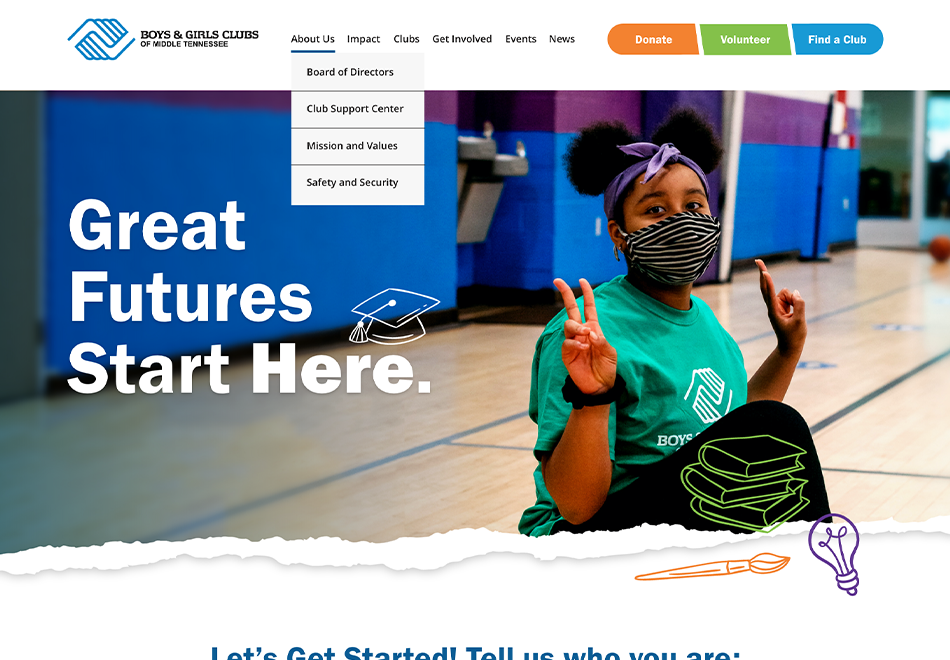 BOYS & GIRLS CLUBS
OF MIDDLE TENNESSEE
About Us Impact Clubs Get Involved Events News
Donate Volunteer Find a Club
Board of Directors
Club Support Center
Mission and Values
Safety and Security
Great
Futures
Start Here.
BOYS
Let's Get Started! Tell us who you are: